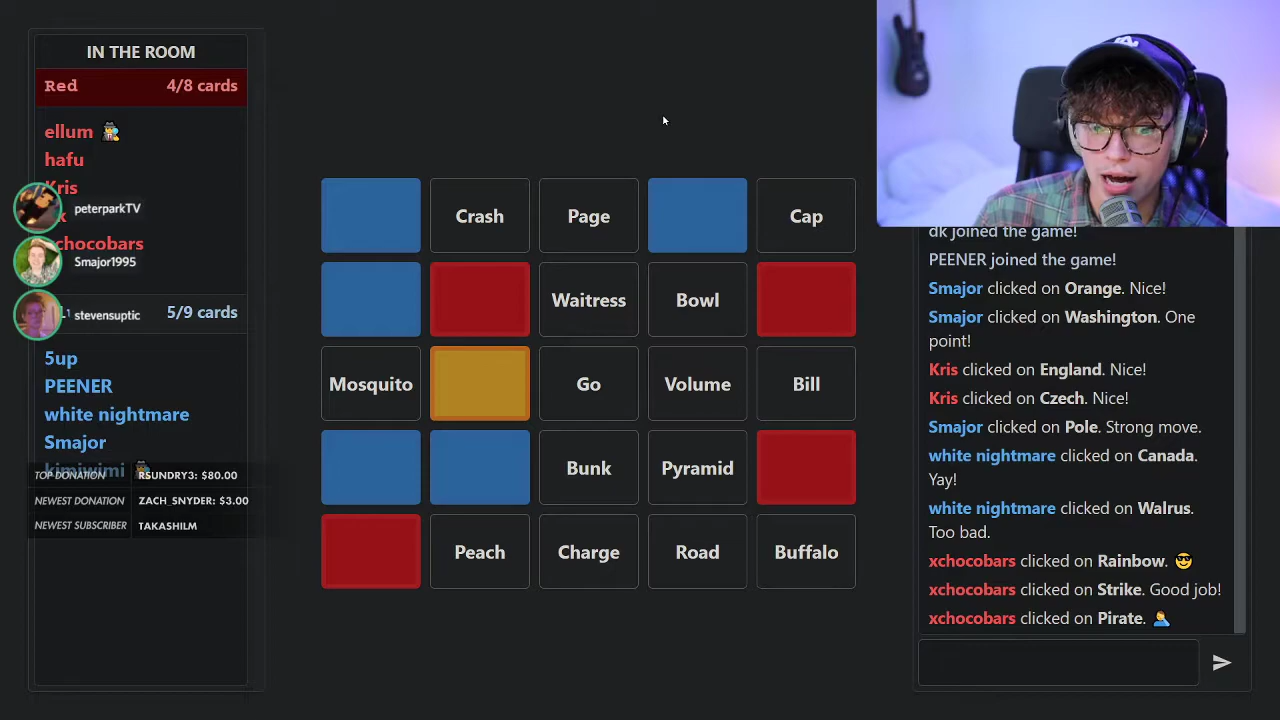 IN THE ROOM
Red 4/8 cards
ellum
hafu
Kris
peterparkTV
chocobars
Smajor1995
stevensuptic
5/9 cards
5up
PEENER
white nightmare
Smajor
kimiwimi
TOP DONATION RSUNDRY3: $80.00
NEWEST DONATION ZACH_SNYDER: $3.00
NEWEST SUBSCRIBER TAKASHILM
Crash Page Cap
Waitress Bowl
Mosquito Go Volume Bill
Bunk Pyramid
Peach Charge Road Buffalo
dk joined the game!
PEENER joined the game!
Smajor clicked on Orange. Nice!
Smajor clicked on Washington. One
point!
Kris clicked on England. Nice!
Kris clicked on Czech. Nice!
Smajor clicked on Pole. Strong move.
white nightmare clicked on Canada.
Yay!
white nightmare clicked on Walrus.
Too bad.
xchocobars clicked on Rainbow. 😎
xchocobars clicked on Strike. Good job!
xchocobars clicked on Pirate. 🤦